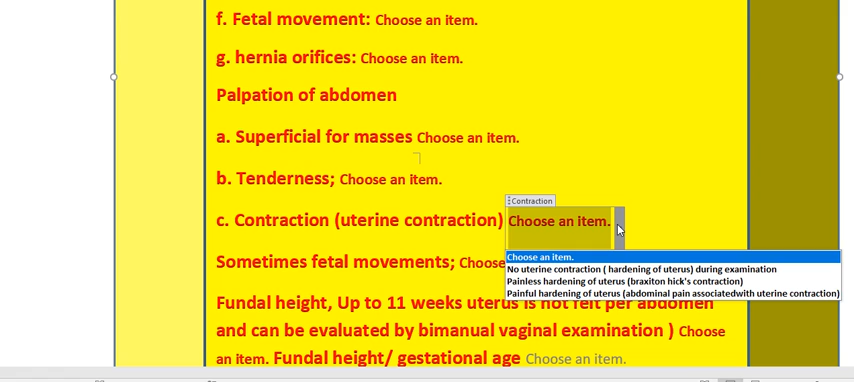 f. Fetal movement: Choose an item.
g. hernia orifices: Choose an item.
Palpation of abdomen
a. Superficial for masses Choose an item.
b. Tenderness; Choose an item.
Contraction
c. Contraction (uterine contraction) Choose an item.
Choose an item.
No uterine contraction ( hardening of uterus) during examination
Painless hardening of uterus (braxton hick's contraction)
Painful hardening of uterus (abdominal pain associatedwith uterine contraction)
Sometimes fetal movements; Choose
Fundal height, Up to 11 weeks uterus is not felt per abdomen
and can be evaluated by bimanual vaginal examination ) Choose
an item. Fundal height/ gestational age Choose an item.